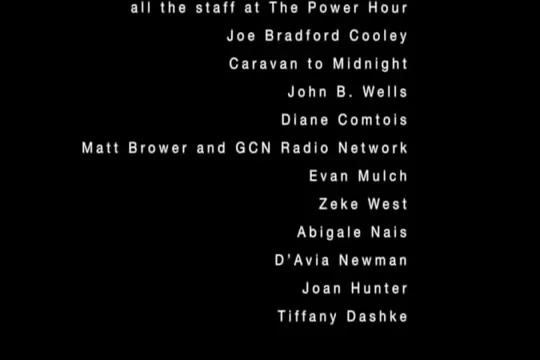 all the staff at The Power Hour
Joe Bradford Cooley
Caravan to Midnight
John B. Wells
Diane Comtois
Matt Brower and GCN Radio Network
Evan Mulch
Zeke West
Abigale Nais
D'Avia Newman
Joan Hunter
Tiffany Dashke